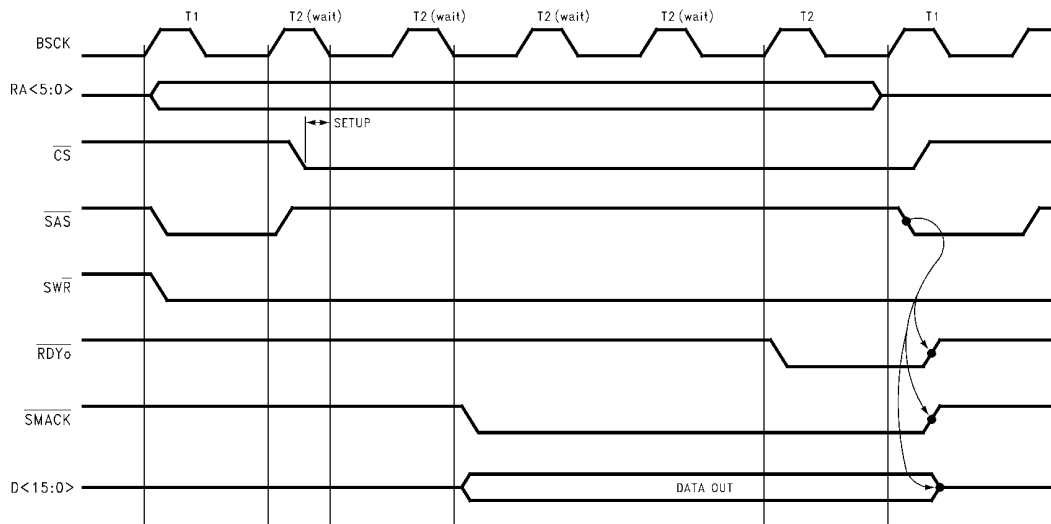 T1 T2 (wait) T2 (wait) T2 (wait) T2 (wait) T2 T1
BSCK
RA<5:0>
SETUP
CS
SAS
SWR
RDYo
SMACK
D<15:0>
DATA OUT